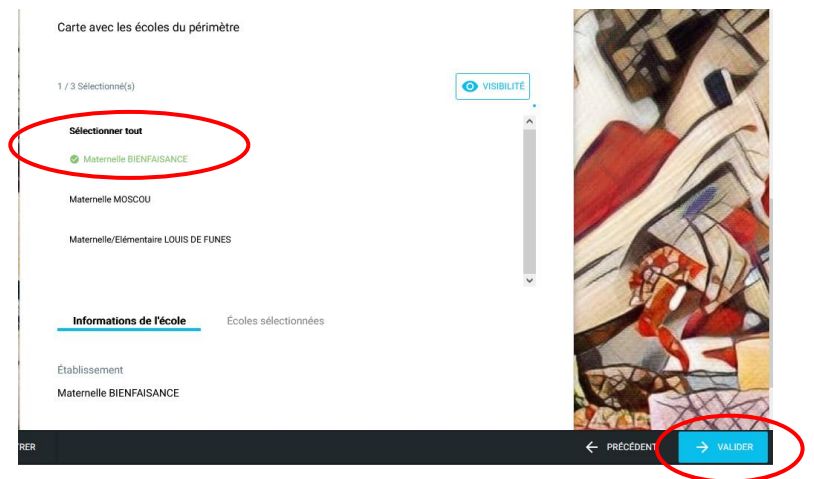 Carte avec les écoles du périmètre
1 / 3 Sélectionné(s)
VISIBILITÉ
Sélectionner tout
Maternelle BIENFAISANCE
Maternelle MOSCOU
Maternelle/Elémentaire LOUIS DE FUNES
Informations de l'école
Écoles sélectionnées
Établissement
Maternelle BIENFAISANCE
TRER
PRÉCÉDENT
VALIDER